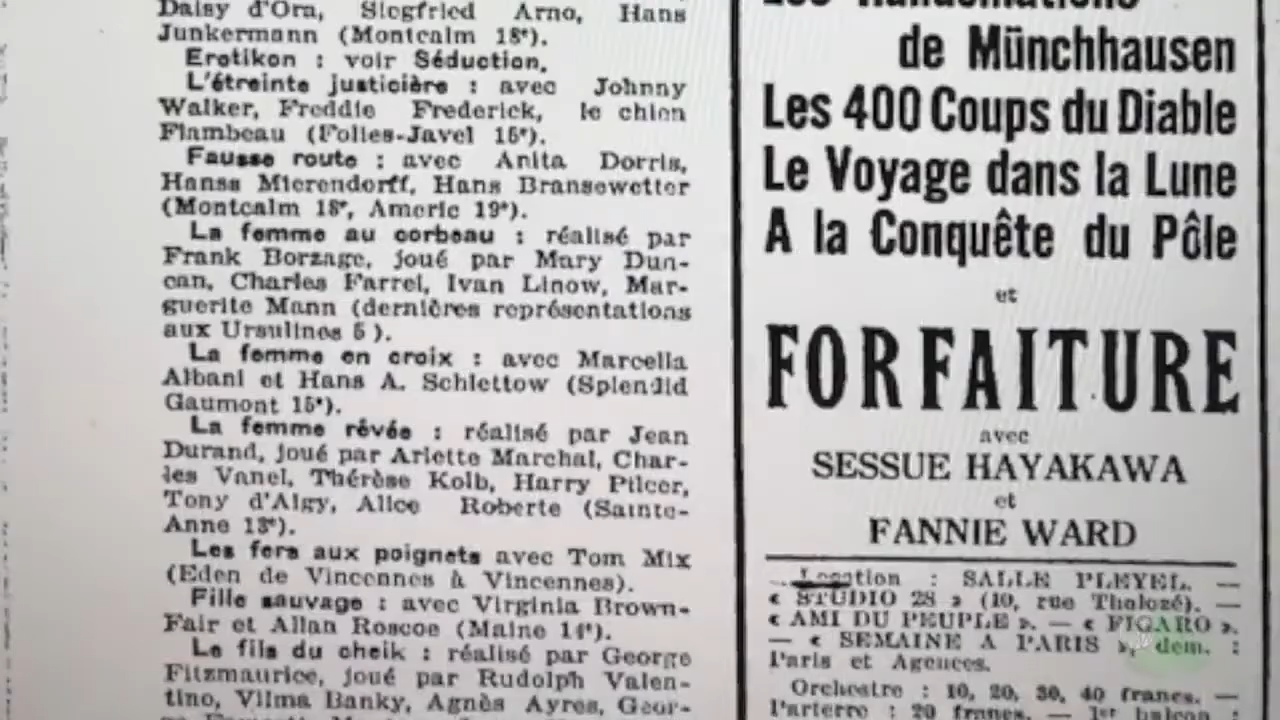 Daisy d'Ora, Siegfried Arno, Hans
Junkermann (Montcalm 18e).
Erotikon : voir Séduction.
L'étreinte justicière : avec Johnny
Walker, Freddie Frederick, le chien
Flambeau (Folles-Javel 15e).
Fausse route : avec Anita Dorris,
Hansa Mierendorff, Hans Bransewetter
(Montcalm 18e, Americ 19e).
La femme au corbeau : réalisé par
Frank Borzage, joué par Mary Dun-
can, Charles Farrel, Ivan Linow, Mar-
guerite Mann (dernières représentations
aux Ursulines 5 ).
La femme en croix : avec Marcella
Albani et Hans A. Schlettow (Splendid
Gaumont 15e).
La femme rêvée : réalisé par Jean
Durand, joué par Arlette Marchal, Char-
les Vanel, Thérèse Kolb, Harry Pilcer,
Tony d'Algy, Alice Roberte (Sainte-
Anne 13e).
Les fers aux poignets avec Tom Mix
(Eden de Vincennes à Vincennes).
Fille sauvage : avec Virginia Brown-
Fair et Allan Roscoe (Maine 14e).
Le fils du cheik : réalisé par George
Fitzmaurice, joué par Rudolph Valen-
tino, Vilma Banky, Agnès Ayres, Geor-
de Münchhausen
Les 400 Coups du Diable
Le Voyage dans la Lune
A la Conquête du Pôle
et
FORFAITURE
avec
SESSUE HAYAKAWA
et
FANNIE WARD
Location : SALLE PLEYEL. —
« STUDIO 28 » (10, rue Tholozé). —
« AMI DU PEUPLE ». — « FIGARO ».
— « SEMAINE A PARIS », dem. :
Paris et Agences.
Orchestre : 10, 20, 30, 40 francs. —
Parterre : 20 francs. — 1er balcon :